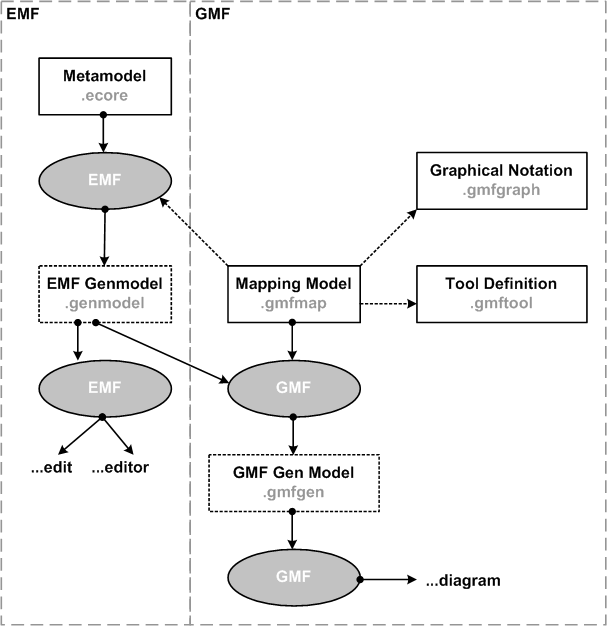 EMF
GMF
Metamodel
.ecore
EMF
Graphical Notation
.gmfgraph
EMF Genmodel
.genmodel
Mapping Model
.gmfmap
Tool Definition
.gmftool
EMF
GMF
...edit
...editor
GMF Gen Model
.gmfgen
GMF
...diagram